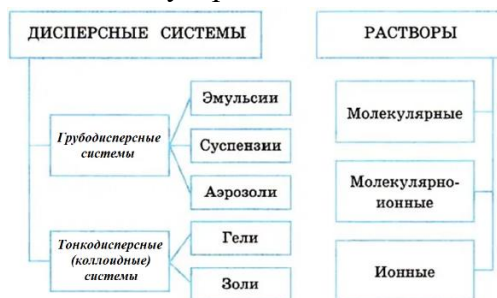 ДИСПЕРСНЫЕ СИСТЕМЫ
Грубодисперсные
системы
Эмульсии
Суспензии
Аэрозоли
Тонкодисперсные
(коллоидные)
системы
Гели
Золи
РАСТВОРЫ
Молекулярные
Молекулярно-
ионные
Ионные